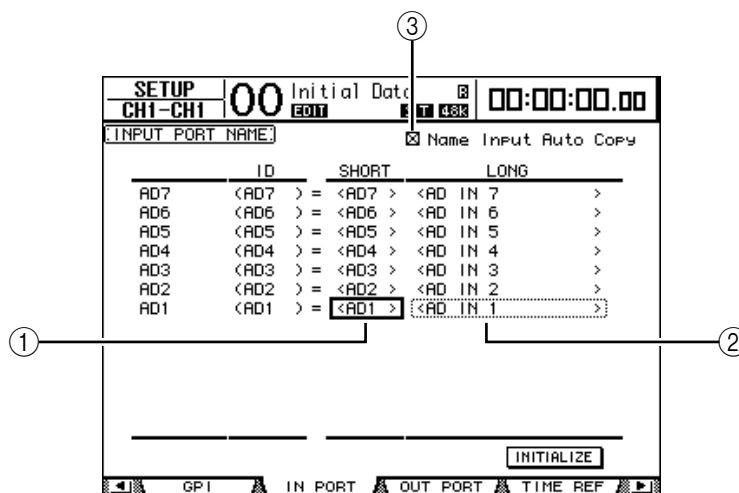 ③
SETUP 00 Initial Data R 00:00:00.00
CH1-CH1 EDIT 48k
INPUT PORT NAME ☒ Name Input Auto Copy
ID SHORT LONG
AD7 (AD7 ) = <AD7 > <AD IN 7 >
AD6 (AD6 ) = <AD6 > <AD IN 6 >
AD5 (AD5 ) = <AD5 > <AD IN 5 >
AD4 (AD4 ) = <AD4 > <AD IN 4 >
AD3 (AD3 ) = <AD3 > <AD IN 3 >
AD2 (AD2 ) = <AD2 > <AD IN 2 >
AD1 (AD1 ) = <AD1 > <AD IN 1 >
① ②
INITIALIZE
GPI IN PORT OUT PORT TIME REF